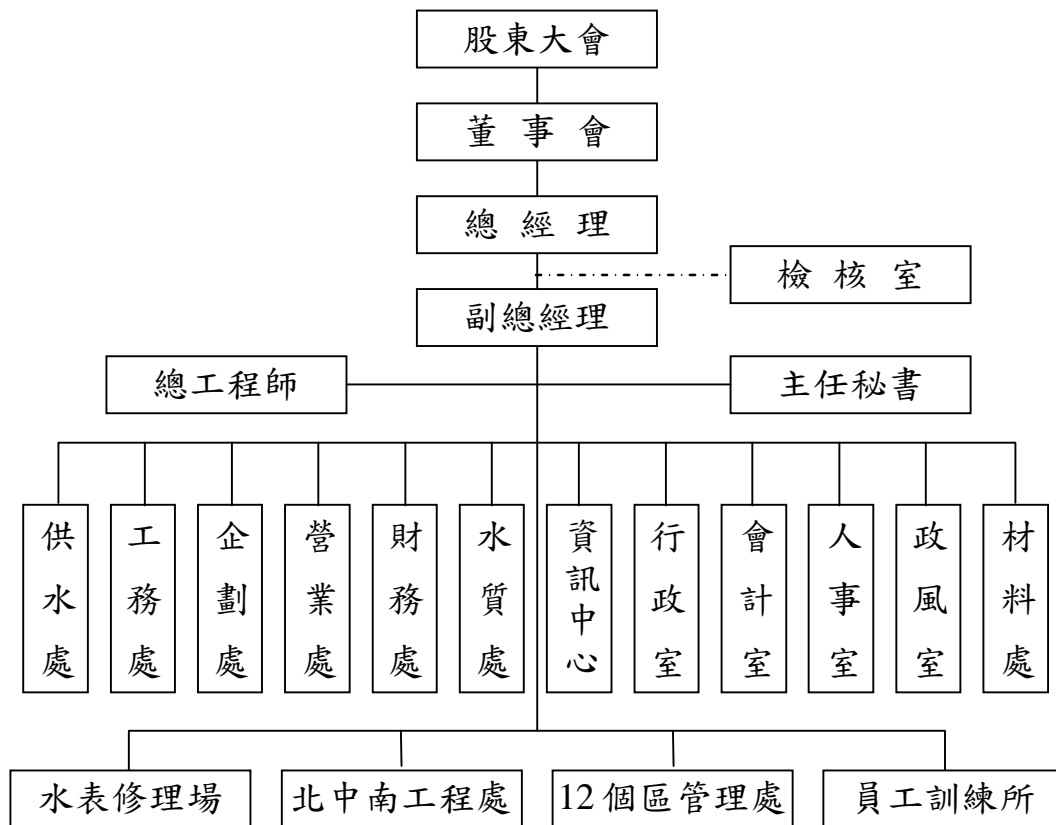 股東大會
董事會
總經理
檢核室
副總經理
總工程師
主任秘書
供水處
工務處
企劃處
營業處
財務處
水質處
資訊中心
行政室
會計室
人事室
政風室
材料處
水表修理場
北中南工程處
12個區管理處
員工訓練所